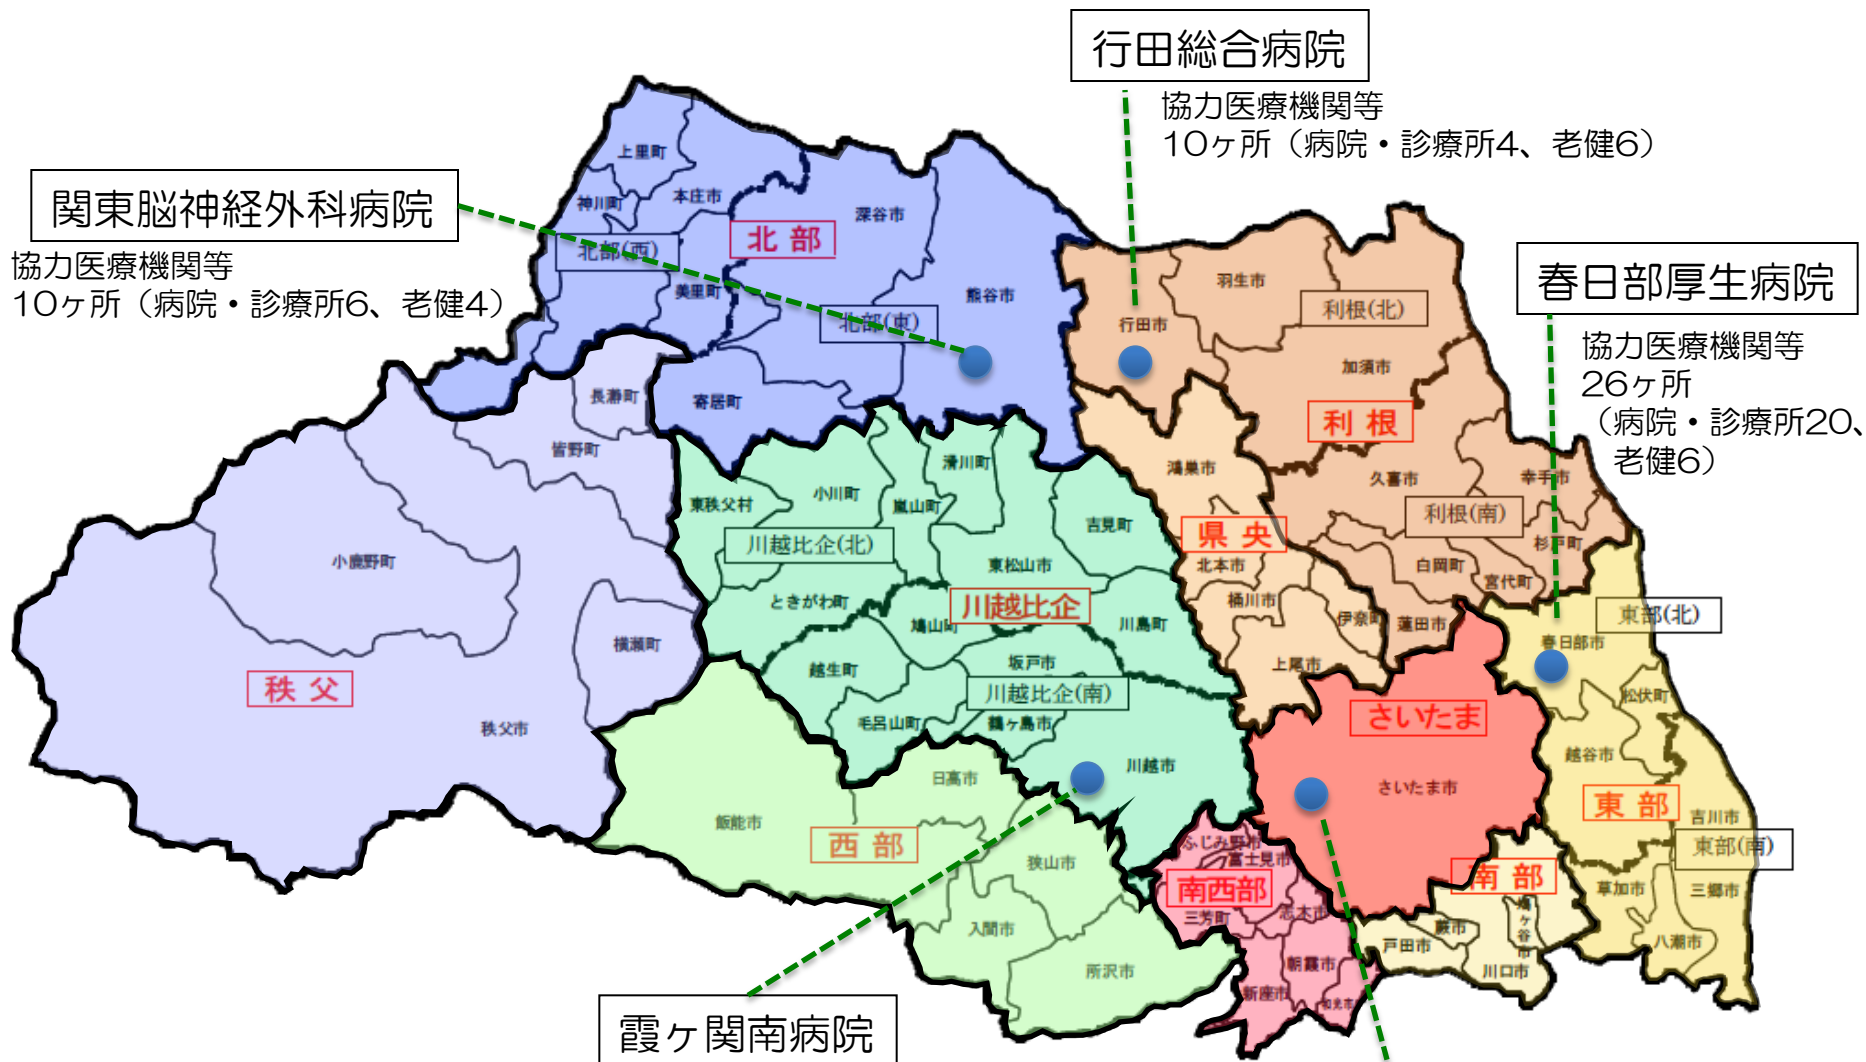 行田総合病院
協力医療機関等
10ヶ所（病院・診療所4、老健6）
関東脳神経外科病院
協力医療機関等
10ヶ所（病院・診療所6、老健4）
春日部厚生病院
協力医療機関等
26ヶ所
（病院・診療所20、
老健6）
上里町
神川町
本庄市
深谷市
北部
北部(西)
美里町
熊谷市
北部(東)
寄居町
長瀞町
皆野町
小鹿野町
横瀬町
秩父
秩父市
羽生市
利根(北)
行田市
加須市
利根
久喜市
幸手市
利根(南)
杉戸町
白岡町
宮代町
蓮田市
鴻巣市
県央
北本市
桶川市
伊奈町
上尾市
滑川町
小川町
嵐山町
東秩父村
吉見町
川越比企(北)
東松山市
ときがわ町
川越比企
鳩山町
川島町
坂戸市
越生町
川越比企(南)
毛呂山町
鶴ヶ島市
川越市
日高市
飯能市
西部
狭山市
入間市
所沢市
さいたま
さいたま市
東部(北)
春日部市
松伏町
越谷市
東部
吉川市
東部(南)
草加市
三郷市
八潮市
南部
鳩ヶ谷市
蕨市
戸田市
川口市
ふじみ野市
富士見市
南西部
三芳町
志木市
朝霞市
新座市
和光市
霞ヶ関南病院